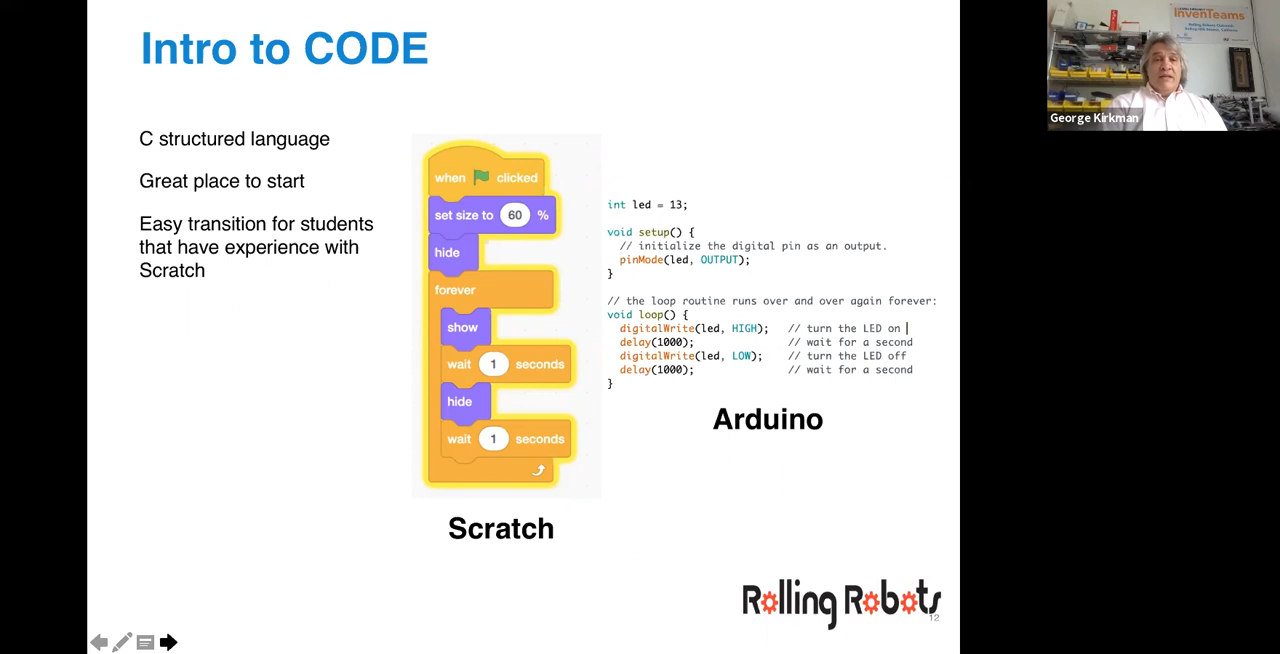 Intro to CODE
C structured language
Great place to start
Easy transition for students
that have experience with
Scratch
when clicked
set size to 60 %
hide
forever
show
wait 1 seconds
hide
wait 1 seconds
Scratch
int led = 13;
void setup() {
// initialize the digital pin as an output.
pinMode(led, OUTPUT);
}
// the loop routine runs over and over again forever:
void loop() {
digitalWrite(led, HIGH); // turn the LED on
delay(1000); // wait for a second
digitalWrite(led, LOW); // turn the LED off
delay(1000); // wait for a second
}
Arduino
Rolling Robots
12
InvenTeams
George Kirkman